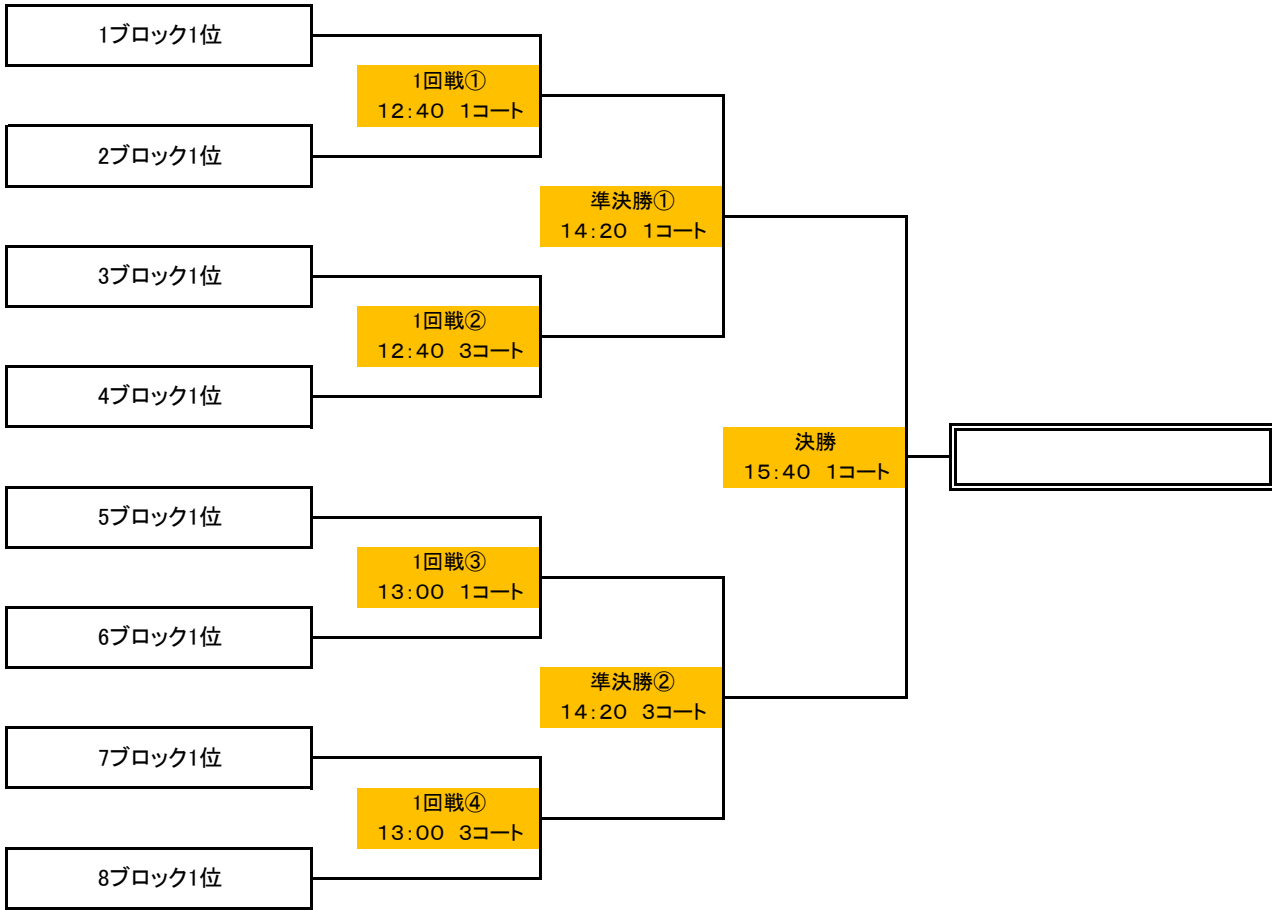 1ブロック1位
1回戦①
12:40 1コート
2ブロック1位
準決勝①
14:20 1コート
3ブロック1位
1回戦②
12:40 3コート
4ブロック1位
決勝
15:40 1コート
5ブロック1位
1回戦③
13:00 1コート
6ブロック1位
準決勝②
14:20 3コート
7ブロック1位
1回戦④
13:00 3コート
8ブロック1位